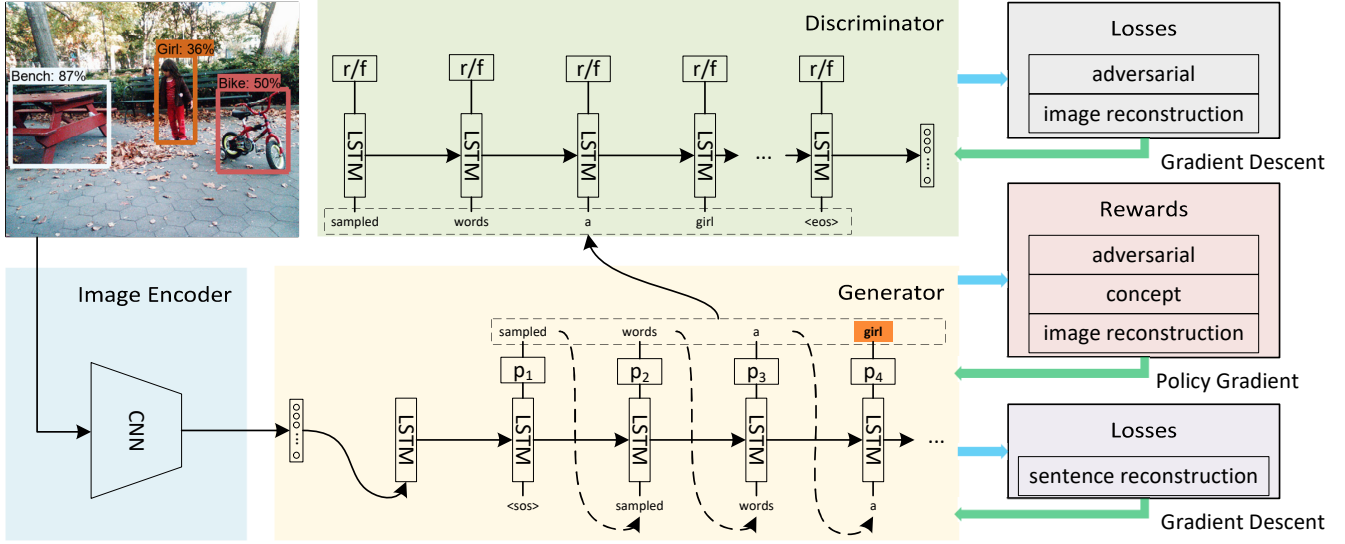 Girl: 36%
Bench: 87%
Bike: 50%
Discriminator
r/f r/f r/f r/f r/f
LSTM LSTM LSTM LSTM ... LSTM
sampled words a girl <eos>
Losses
adversarial
image reconstruction
Gradient Descent
Image Encoder
CNN
Generator
sampled words a girl
p₁ p₂ p₃ p₄
LSTM LSTM LSTM LSTM LSTM ...
<sos> sampled words a
Rewards
adversarial
concept
image reconstruction
Policy Gradient
Losses
sentence reconstruction
Gradient Descent